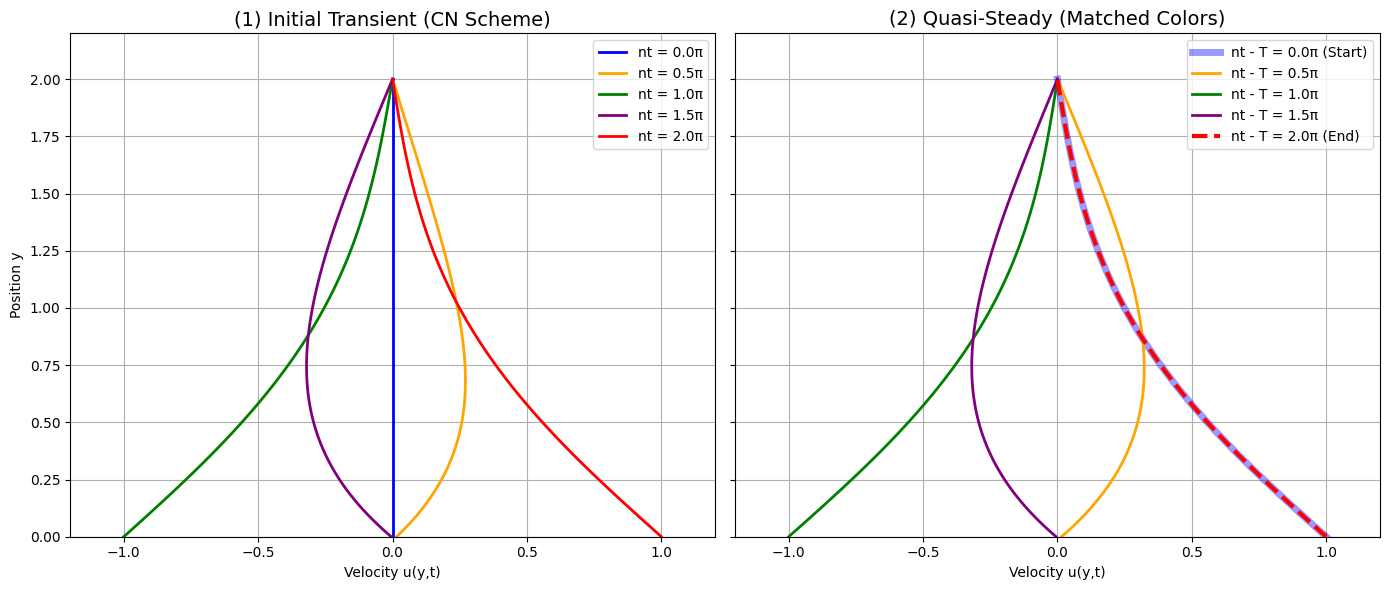 (1) Initial Transient (CN Scheme)
nt = 0.0π
nt = 0.5π
nt = 1.0π
nt = 1.5π
nt = 2.0π
Position y
2.00
1.75
1.50
1.25
1.00
0.75
0.50
0.25
0.00
−1.0
−0.5
0.0
0.5
1.0
Velocity u(y,t)
(2) Quasi-Steady (Matched Colors)
nt - T = 0.0π (Start)
nt - T = 0.5π
nt - T = 1.0π
nt - T = 1.5π
nt - T = 2.0π (End)
−1.0
−0.5
0.0
0.5
1.0
Velocity u(y,t)